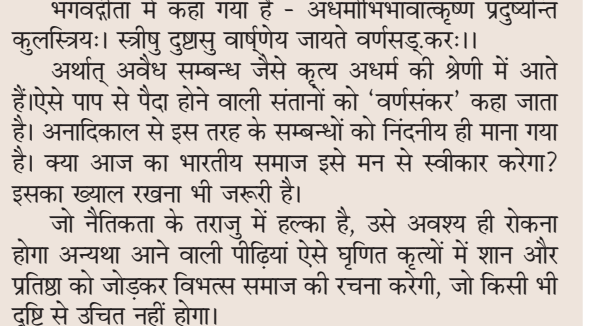 भगवद्गीता में कहा गया है - अधर्माभिभावात्कृष्ण प्रदुर्ष्यान्त
कुलस्त्रियः। स्त्रीषु दुष्टासु वार्ष्णेय जायते वर्णसड्.करः।।
अर्थात् अवैध सम्बन्ध जैसे कृत्य अधर्म की श्रेणी में आते
हैं।ऐसे पाप से पैदा होने वाली संतानों को ‘वर्णसंकर’ कहा जाता
है। अनादिकाल से इस तरह के सम्बन्धों को निंदनीय ही माना गया
है। क्या आज का भारतीय समाज इसे मन से स्वीकार करेगा?
इसका ख्याल रखना भी जरूरी है।
जो नैतिकता के तराजु में हल्का है, उसे अवश्य ही रोकना
होगा अन्यथा आने वाली पीढ़ियां ऐसे घृणित कृत्यों में शान और
प्रतिष्ठा को जोड़कर विभत्स समाज की रचना करेगी, जो किसी भी
दृष्टि से उचित नहीं होगा।